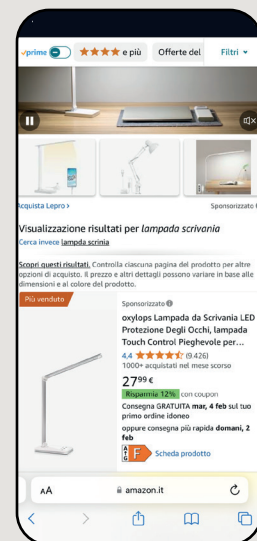 prime e più Offerte del Filtri
Acquista Lepro >
Sponsorizzato
Visualizzazione risultati per lampada scrivania
Cerca invece lampda scrinia
Scopri questi risultati. Controlla ciascuna pagina del prodotto per altre
opzioni di acquisto. Il prezzo e altri dettagli possono variare in base alle
dimensioni e al colore del prodotto.
Più venduto
Sponsorizzato
oxylops Lampada da Scrivania LED
Protezione Degli Occhi, lampada
Touch Control Pieghevole per...
4,4 (9.426)
1000+ acquistati nel mese scorso
27⁹⁹ €
Risparmia 12% con coupon
Consegna GRATUITA mar, 4 feb sul tuo
primo ordine idoneo
oppure consegna più rapida domani, 2
feb
A G F Scheda prodotto
AA amazon.it